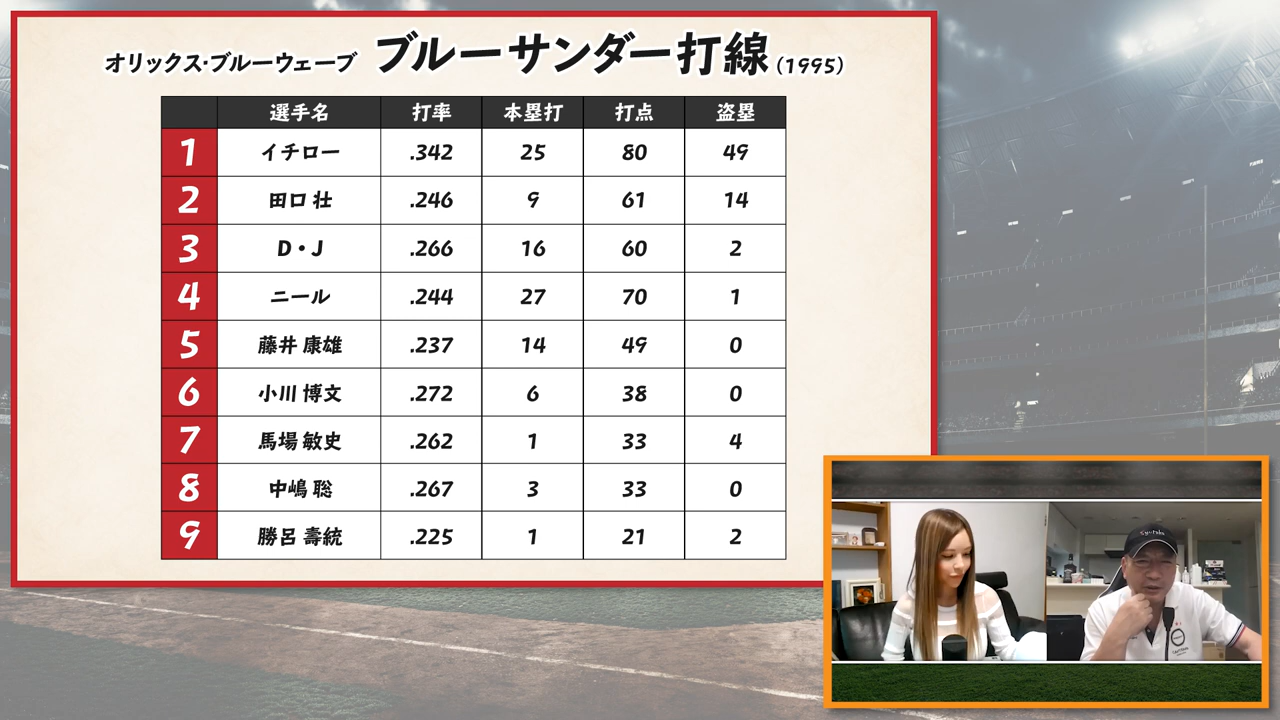 オリックス・ブルーウェーブ ブルーサンダー打線(1995)
選手名 打率 本塁打 打点 盗塁
1 イチロー .342 25 80 49
2 田口 壮 .246 9 61 14
3 D・J .266 16 60 2
4 ニール .244 27 70 1
5 藤井 康雄 .237 14 49 0
6 小川 博文 .272 6 38 0
7 馬場 敏史 .262 1 33 4
8 中嶋 聡 .267 3 33 0
9 勝呂 壽統 .225 1 21 2